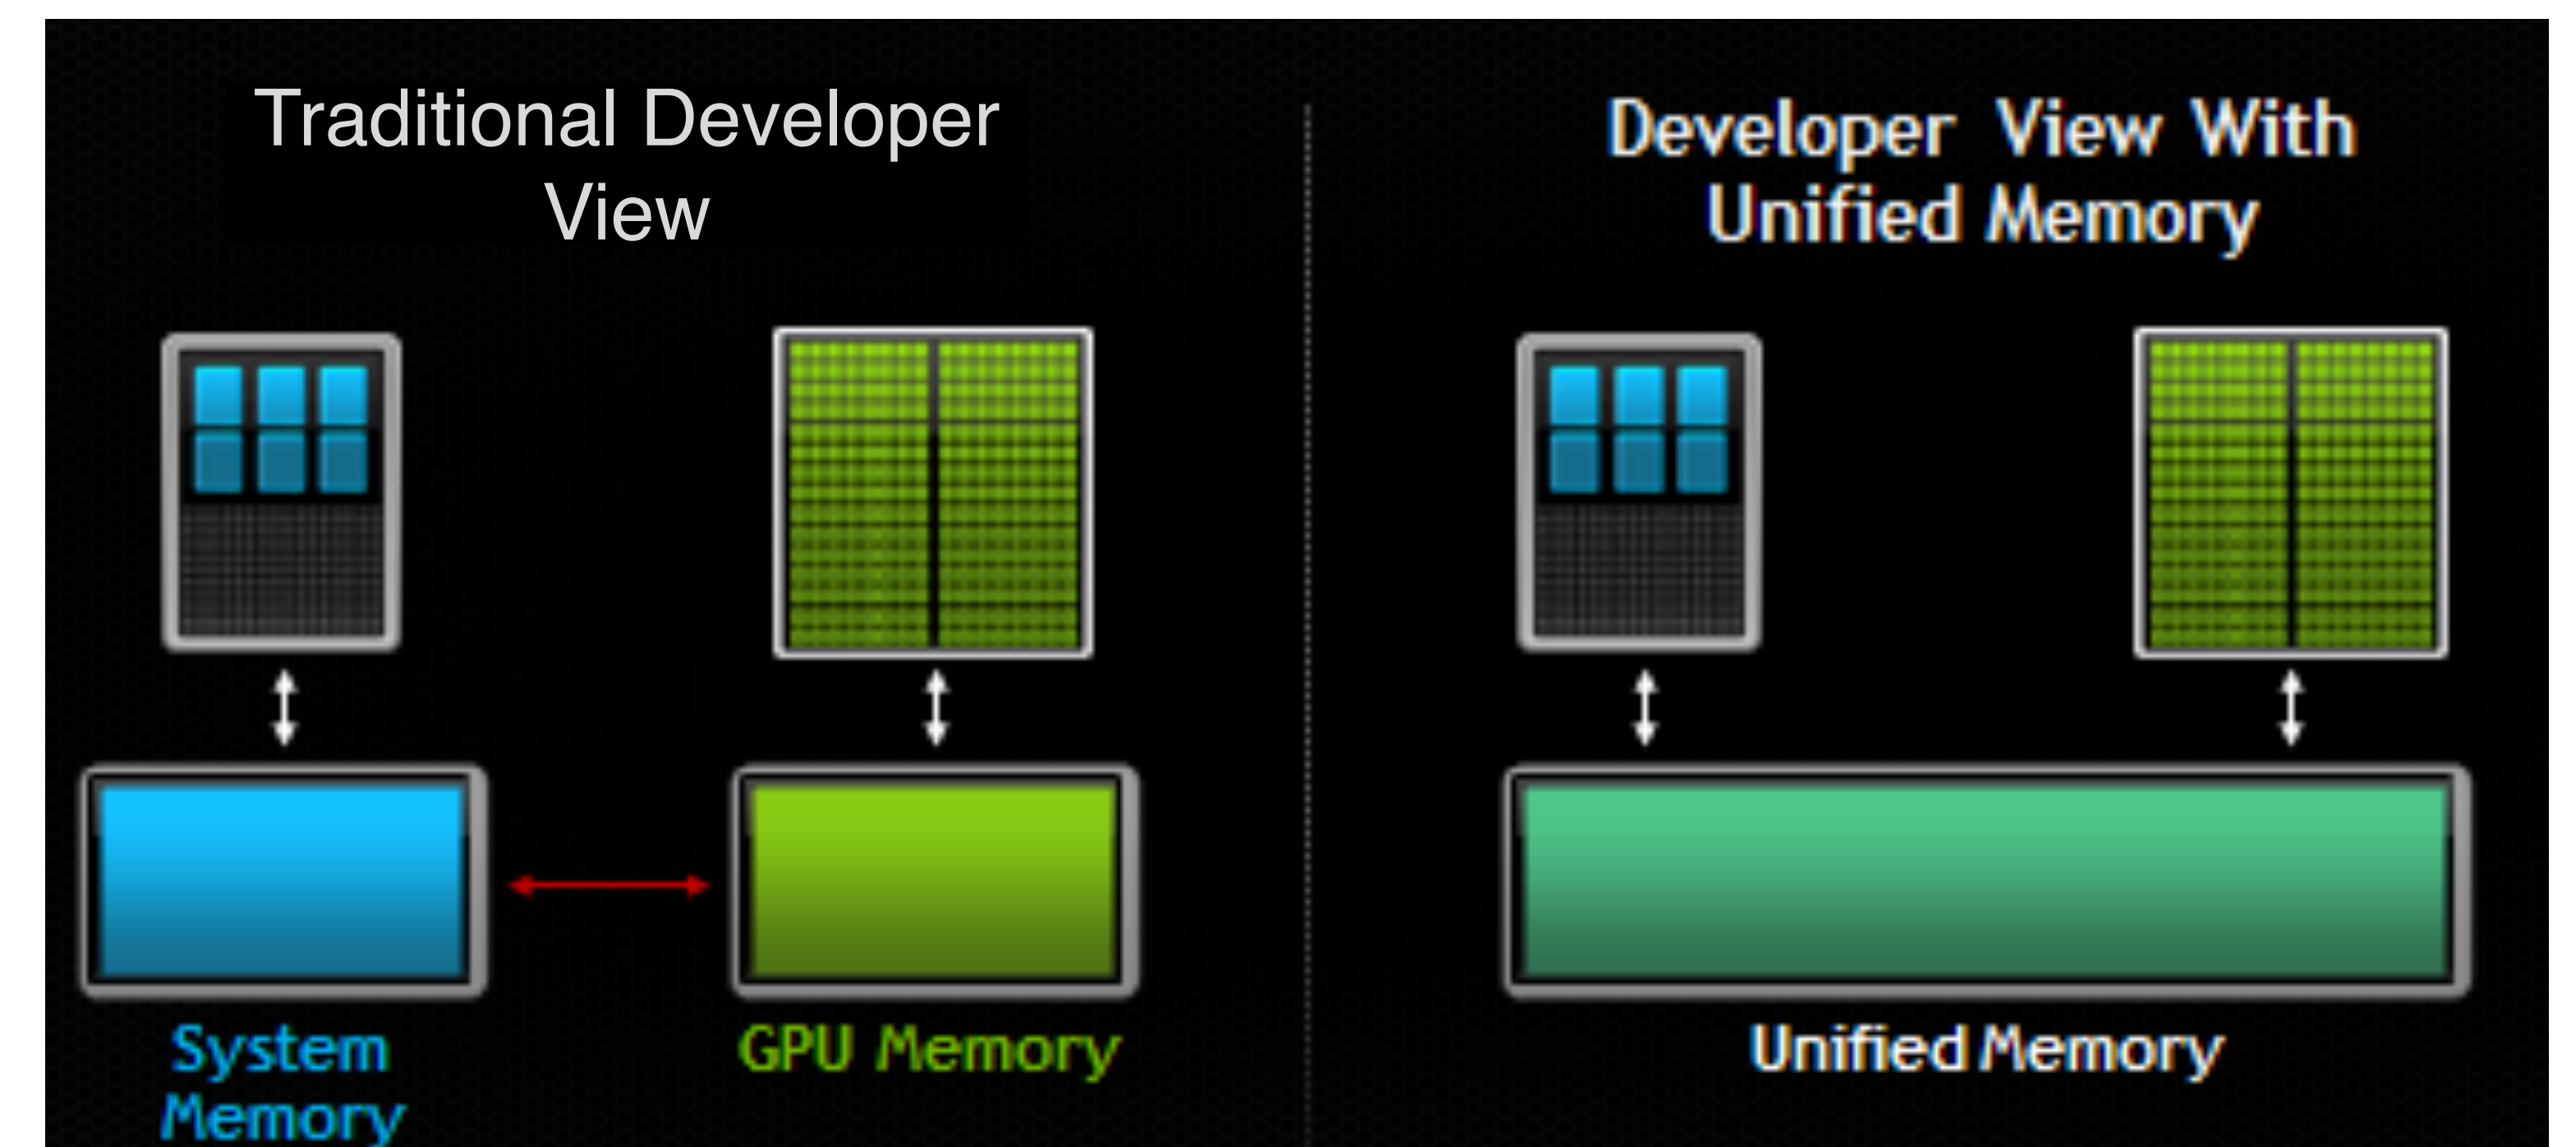 Traditional Developer
View
Developer View With
Unified Memory
System
Memory
GPU Memory
Unified Memory